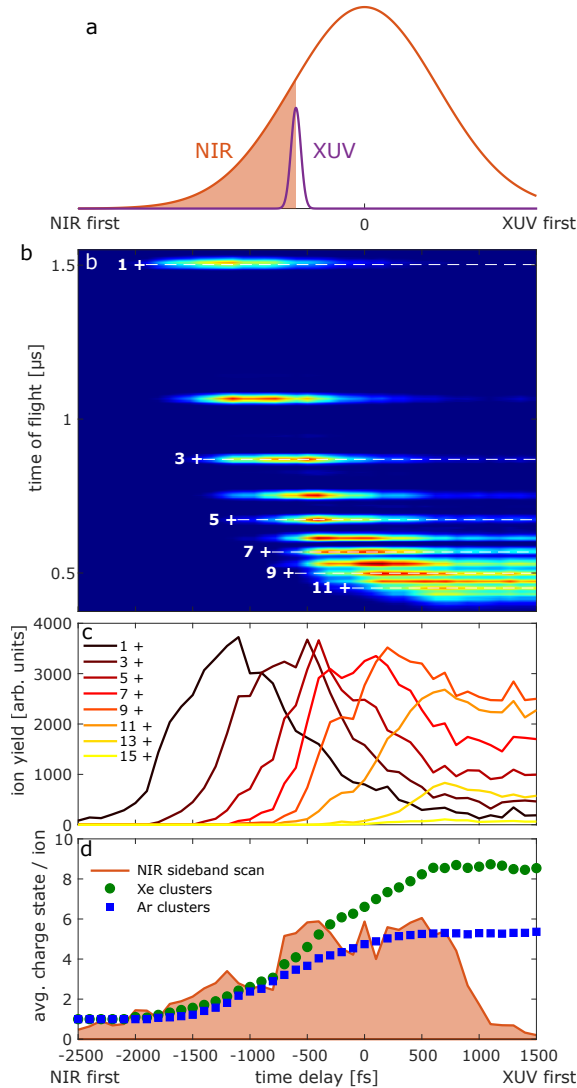 a
NIR
XUV
NIR first
0
XUV first
b
b
1 +
3 +
5 +
7 +
9 +
11 +
1.5
1
0.5
time of flight [µs]
c
4000
3000
2000
1000
0
ion yield [arb. units]
1 +
3 +
5 +
7 +
9 +
11 +
13 +
15 +
d
10
8
6
4
2
0
avg. charge state / ion
NIR sideband scan
Xe clusters
Ar clusters
-2500 -2000 -1500 -1000 -500 0 500 1000 1500
NIR first time delay [fs] XUV first